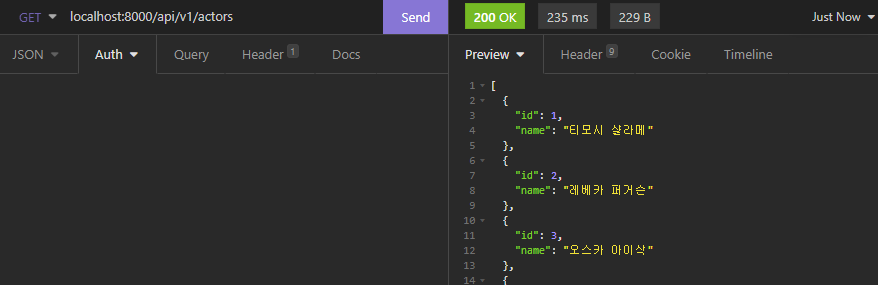 GET localhost:8000/api/v1/actors Send 200 OK 235 ms 229 B Just Now
JSON Auth Query Header 1 Docs Preview Header 9 Cookie Timeline
1 [
2 {
3 "id": 1,
4 "name": "티모시 샬라메"
5 },
6 {
7 "id": 2,
8 "name": "레베카 퍼거슨"
9 },
10 {
11 "id": 3,
12 "name": "오스카 아이삭"
13 },
14 {